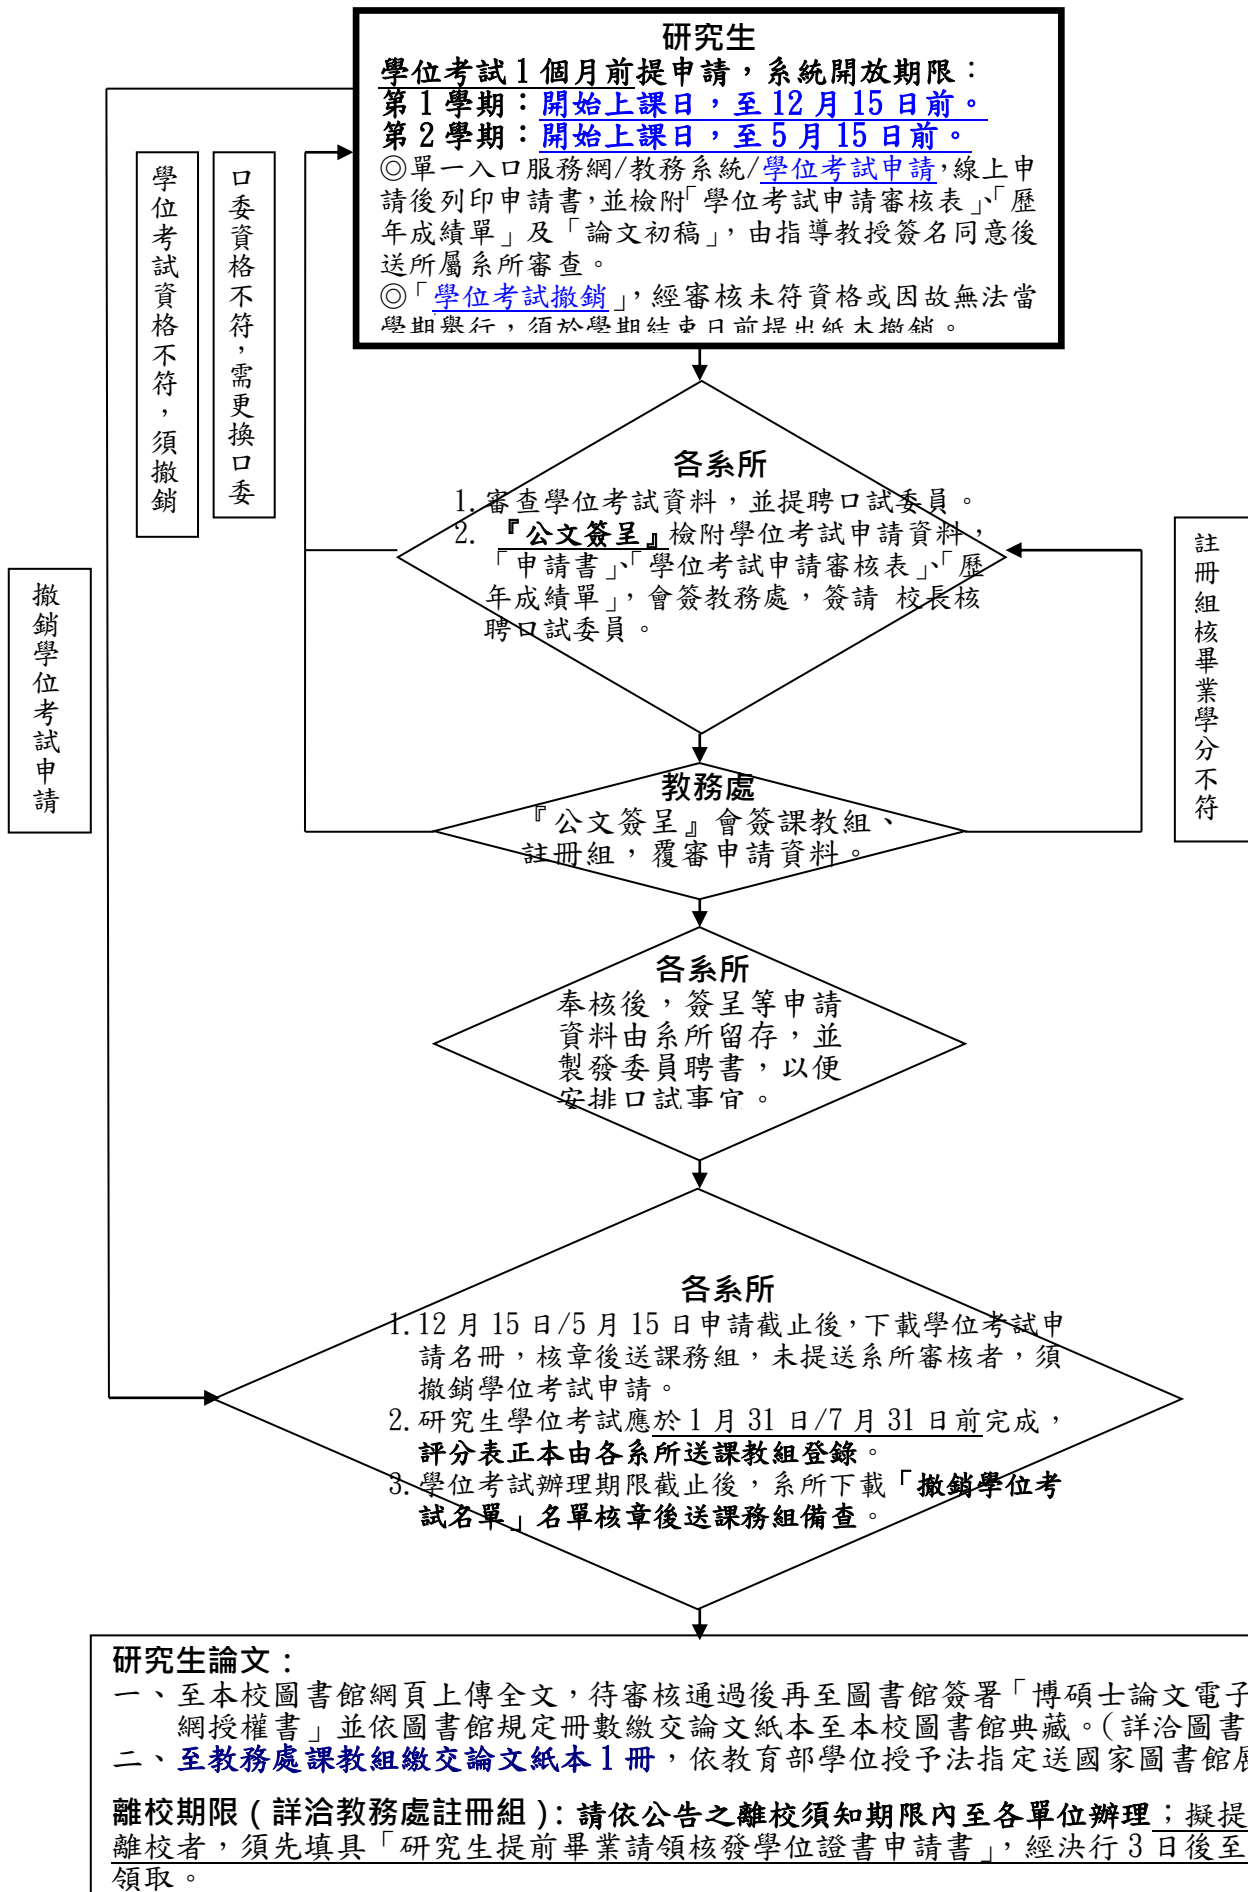 研究生
學位考試 1 個月前提申請，系統開放期限：
第 1 學期：開始上課日，至 12 月 15 日前。
第 2 學期：開始上課日，至 5 月 15 日前。
◎單一入口服務網/教務系統/學位考試申請，線上申
請後列印申請書，並檢附「學位考試申請審核表」、「歷
年成績單」及「論文初稿」，由指導教授簽名同意後
送所屬系所審查。
◎「學位考試撤銷」，經審核未符資格或因故無法當
學期舉行，須於學期結束日前提出紙本撤銷。
學位考試資格不符，須撤銷
口委資格不符，需更換口委
各系所
1. 審查學位考試資料，並提聘口試委員。
2. 『公文簽呈』檢附學位考試申請資料，
「申請書」、「學位考試申請審核表」、「歷
年成績單」，會簽教務處，簽請 校長核
聘口試委員。
註冊組核畢業學分不符
撤銷學位考試申請
教務處
『公文簽呈』會簽課教組、
註冊組，覆審申請資料。
各系所
奉核後，簽呈等申請
資料由系所留存，並
製發委員聘書，以便
安排口試事宜。
各系所
1. 12 月 15 日/5 月 15 日申請截止後，下載學位考試申
請名冊，核章後送課務組，未提送系所審核者，須
撤銷學位考試申請。
2. 研究生學位考試應於 1 月 31 日/7 月 31 日前完成，
評分表正本由各系所送課教組登錄。
3. 學位考試辦理期限截止後，系所下載「撤銷學位考
試名單」名單核章後送課務組備查。
研究生論文：
一、至本校圖書館網頁上傳全文，待審核通過後再至圖書館簽署「博碩士論文電子
網授權書」並依圖書館規定冊數繳交論文紙本至本校圖書館典藏。(詳洽圖書
二、至教務處課教組繳交論文紙本 1 冊，依教育部學位授予法指定送國家圖書館
離校期限 ( 詳洽教務處註冊組 )：請依公告之離校須知期限內至各單位辦理；擬提
離校者，須先填具「研究生提前畢業請領核發學位證書申請書」，經決行 3 日後至
領取。